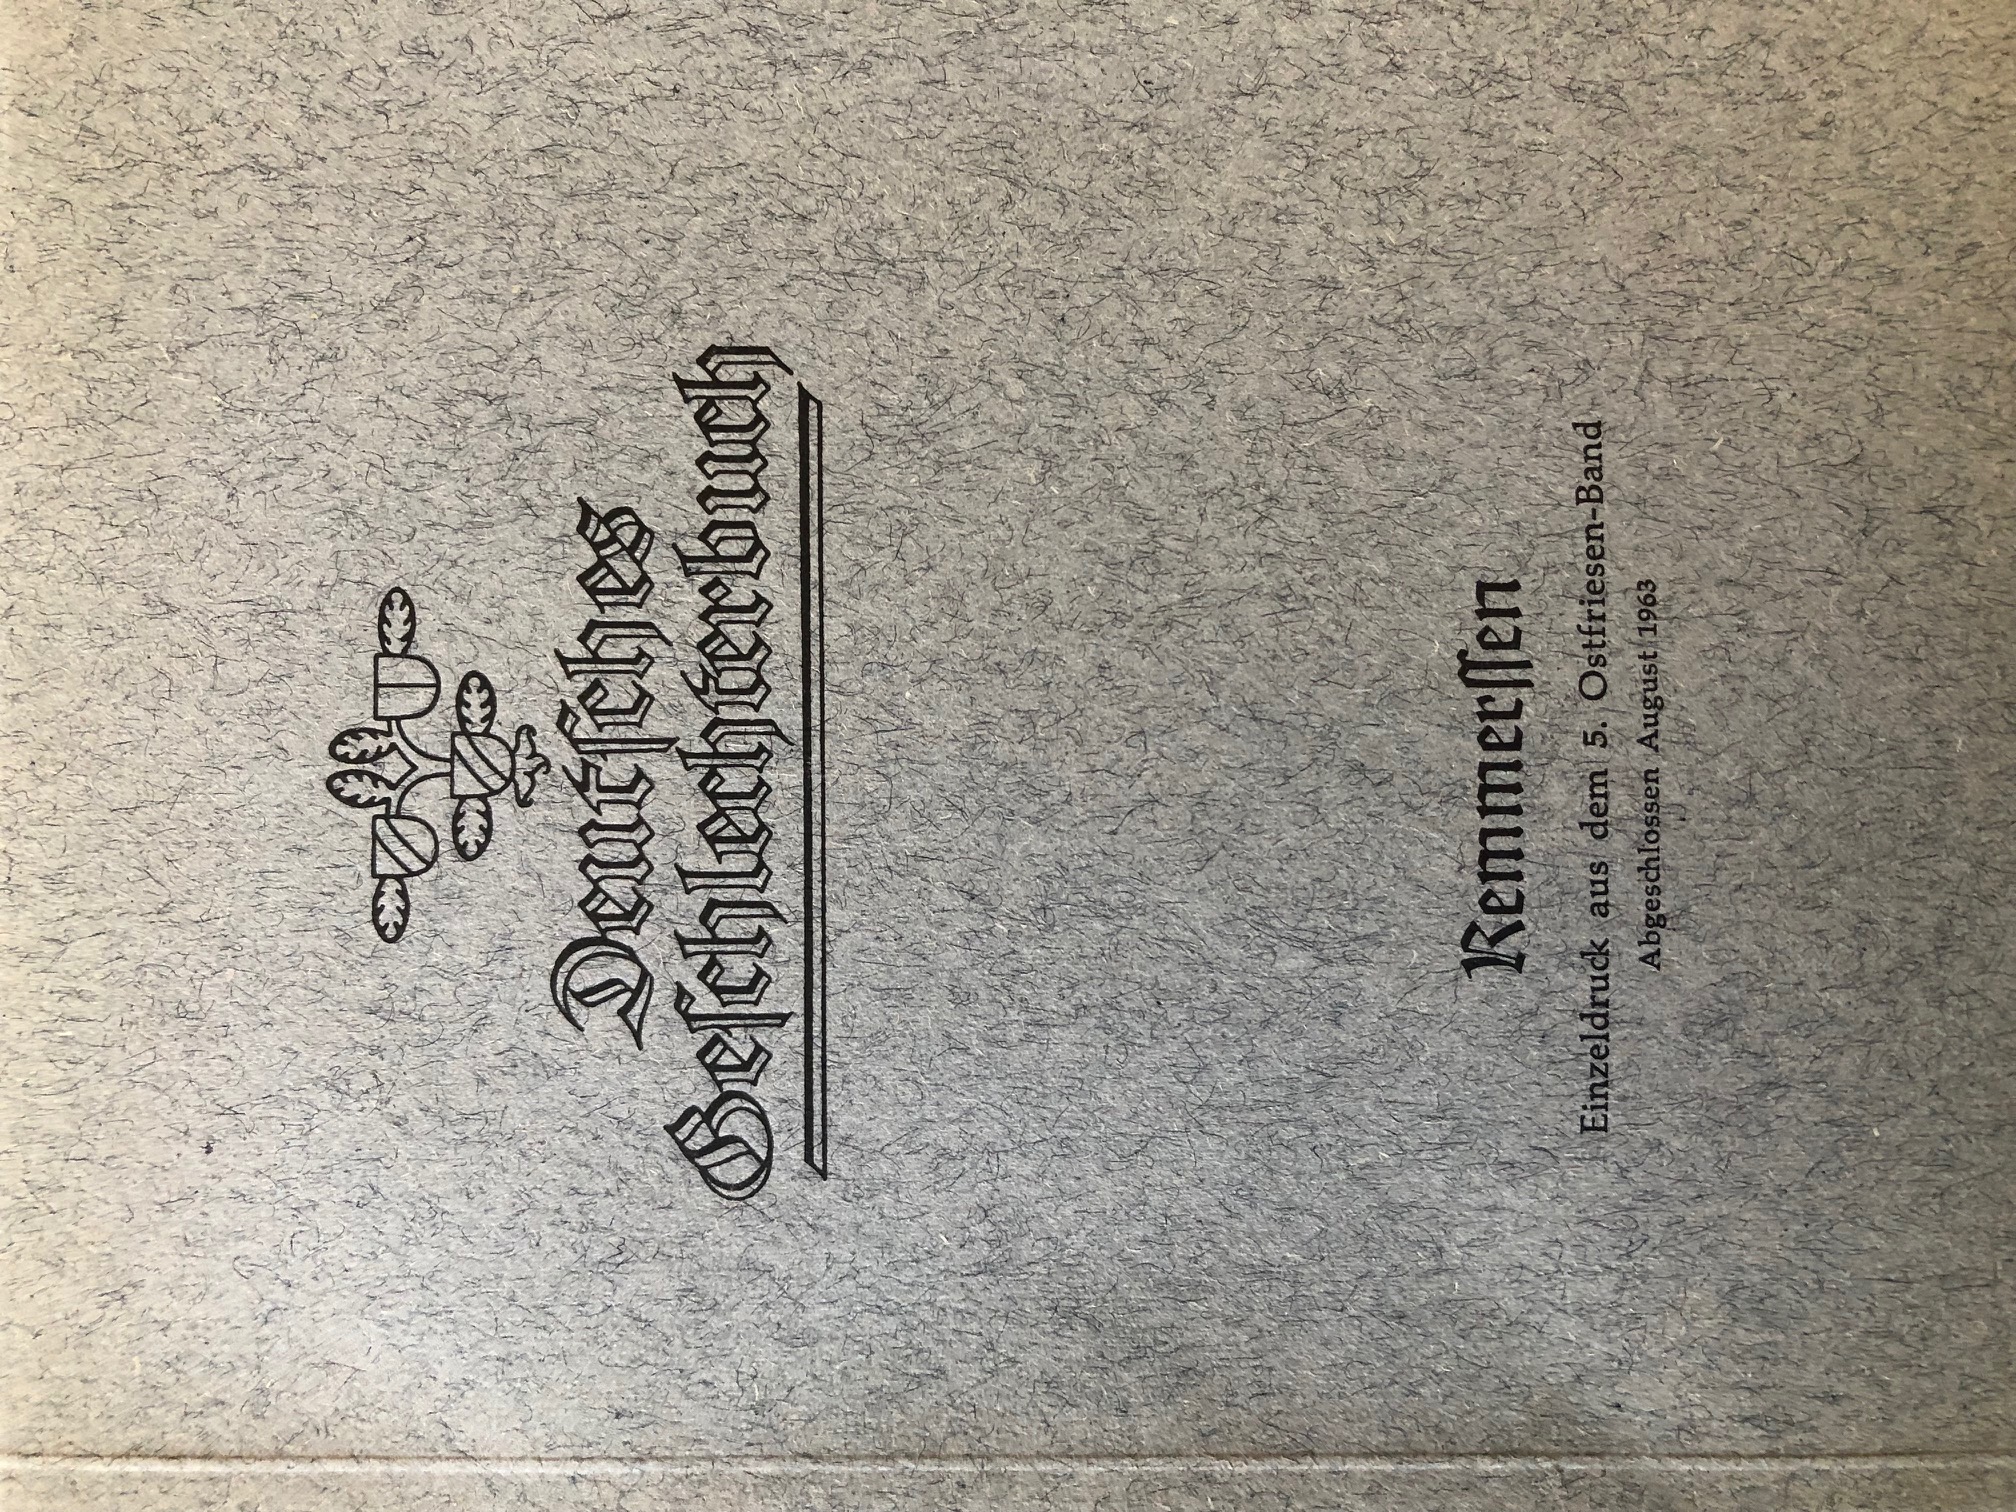 Deutſches
Geſchlechterbuch
Remmerſſen
Einzeldruck aus dem 5. Ostfriesen-Band
Abgeschlossen August 1963